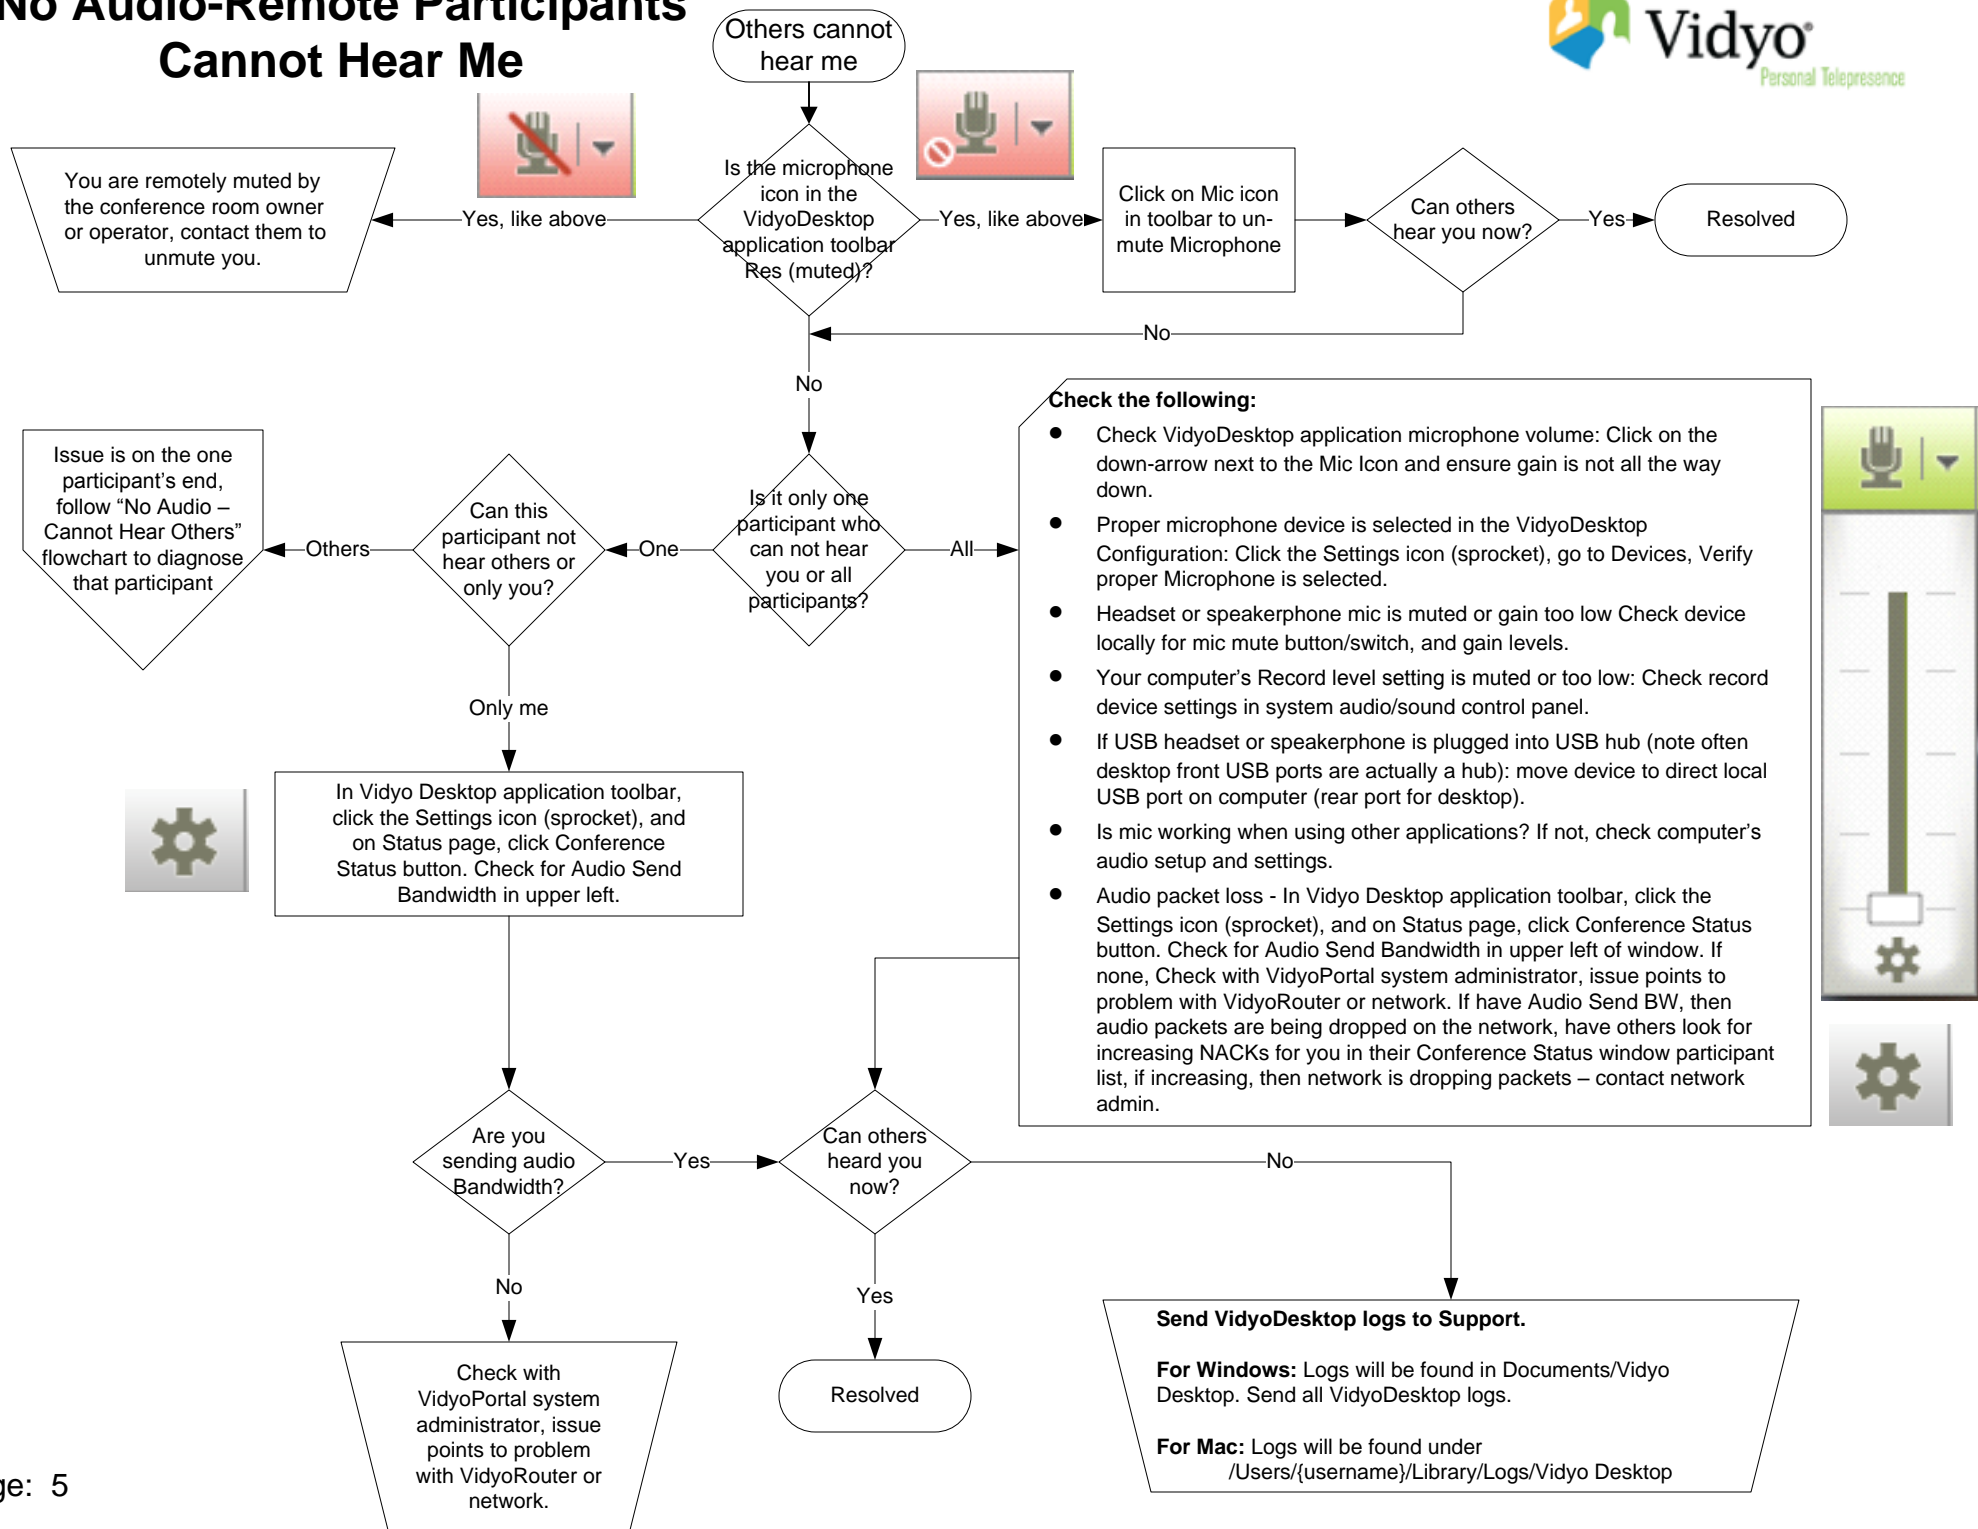 No Audio-Remote Participants
Cannot Hear Me
Others cannot
hear me
Vidyo®
Personal Telepresence
You are remotely muted by
the conference room owner
or operator, contact them to
unmute you.
Yes, like above
Is the microphone
icon in the
VidyoDesktop
application toolbar
Res (muted)?
Yes, like above
Click on Mic icon
in toolbar to un-
mute Microphone
Can others
hear you now?
Yes
Resolved
No
No
Issue is on the one
participant's end,
follow “No Audio –
Cannot Hear Others”
flowchart to diagnose
that participant
Others
Can this
participant not
hear others or
only you?
One
Is it only one
participant who
can not hear
you or all
participants?
All
Check the following:
● Check VidyoDesktop application microphone volume: Click on the
down-arrow next to the Mic Icon and ensure gain is not all the way
down.
● Proper microphone device is selected in the VidyoDesktop
Configuration: Click the Settings icon (sprocket), go to Devices, Verify
proper Microphone is selected.
● Headset or speakerphone mic is muted or gain too low Check device
locally for mic mute button/switch, and gain levels.
● Your computer's Record level setting is muted or too low: Check record
device settings in system audio/sound control panel.
● If USB headset or speakerphone is plugged into USB hub (note often
desktop front USB ports are actually a hub): move device to direct local
USB port on computer (rear port for desktop).
● Is mic working when using other applications? If not, check computer's
audio setup and settings.
● Audio packet loss - In Vidyo Desktop application toolbar, click the
Settings icon (sprocket), and on Status page, click Conference Status
button. Check for Audio Send Bandwidth in upper left of window. If
none, Check with VidyoPortal system administrator, issue points to
problem with VidyoRouter or network. If have Audio Send BW, then
audio packets are being dropped on the network, have others look for
increasing NACKs for you in their Conference Status window participant
list, if increasing, then network is dropping packets – contact network
admin.
Only me
In Vidyo Desktop application toolbar,
click the Settings icon (sprocket), and
on Status page, click Conference
Status button. Check for Audio Send
Bandwidth in upper left.
Are you
sending audio
Bandwidth?
Yes
Can others
heard you
now?
No
No
Yes
Check with
VidyoPortal system
administrator, issue
points to problem
with VidyoRouter or
network.
Resolved
Send VidyoDesktop logs to Support.
For Windows: Logs will be found in Documents/Vidyo
Desktop. Send all VidyoDesktop logs.
For Mac: Logs will be found under
/Users/{username}/Library/Logs/Vidyo Desktop
ge: 5